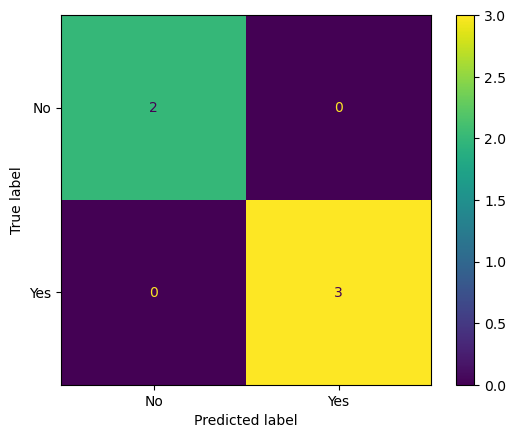 3.0
2.5
2.0
1.5
1.0
0.5
0.0
True label
No
Yes
2
0
0
3
No
Yes
Predicted label